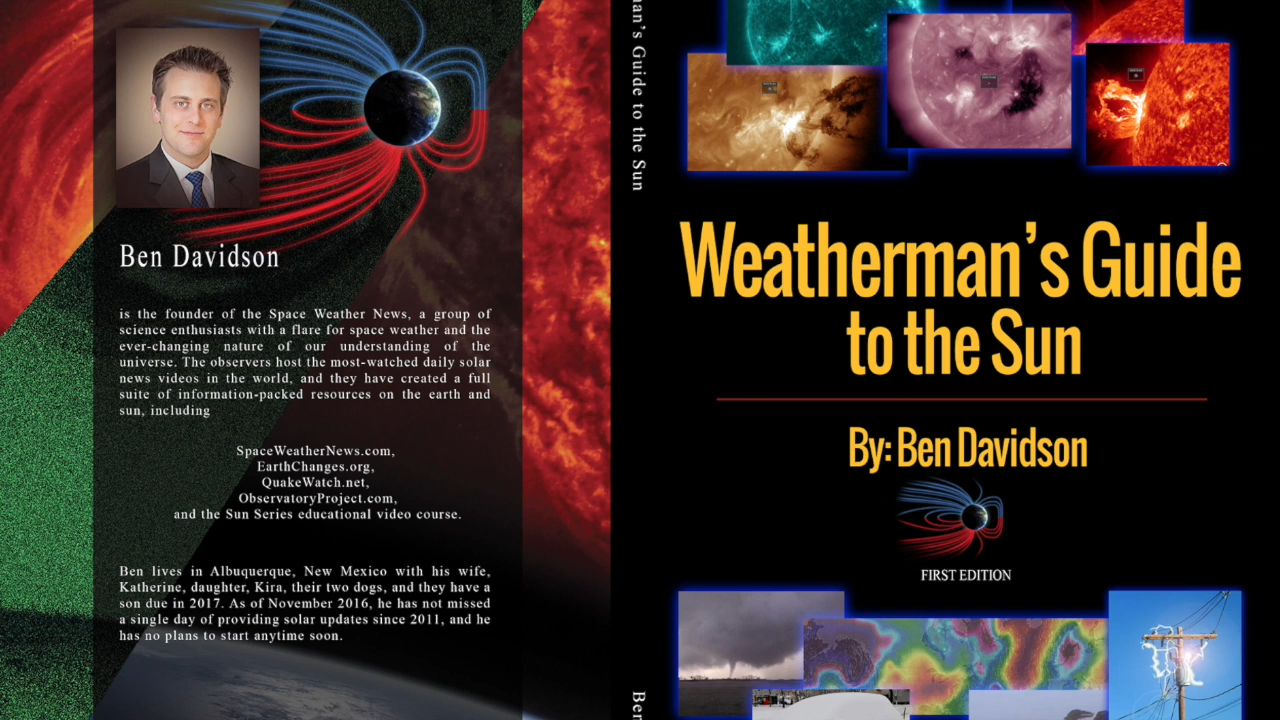 Ben Davidson
is the founder of the Space Weather News, a group of
science enthusiasts with a flare for space weather and the
ever-changing nature of our understanding of the
universe. The observers host the most-watched daily solar
news videos in the world, and they have created a full
suite of information-packed resources on the earth and
sun, including
SpaceWeatherNews.com,
EarthChanges.org,
QuakeWatch.net,
ObservatoryProject.com,
and the Sun Series educational video course.
Ben lives in Albuquerque, New Mexico with his wife,
Katherine, daughter, Kira, their two dogs, and they have a
son due in 2017. As of November 2016, he has not missed
a single day of providing solar updates since 2011, and he
has no plans to start anytime soon.
man's Guide to the Sun
Ber
Weatherman's Guide
to the Sun
By: Ben Davidson
FIRST EDITION